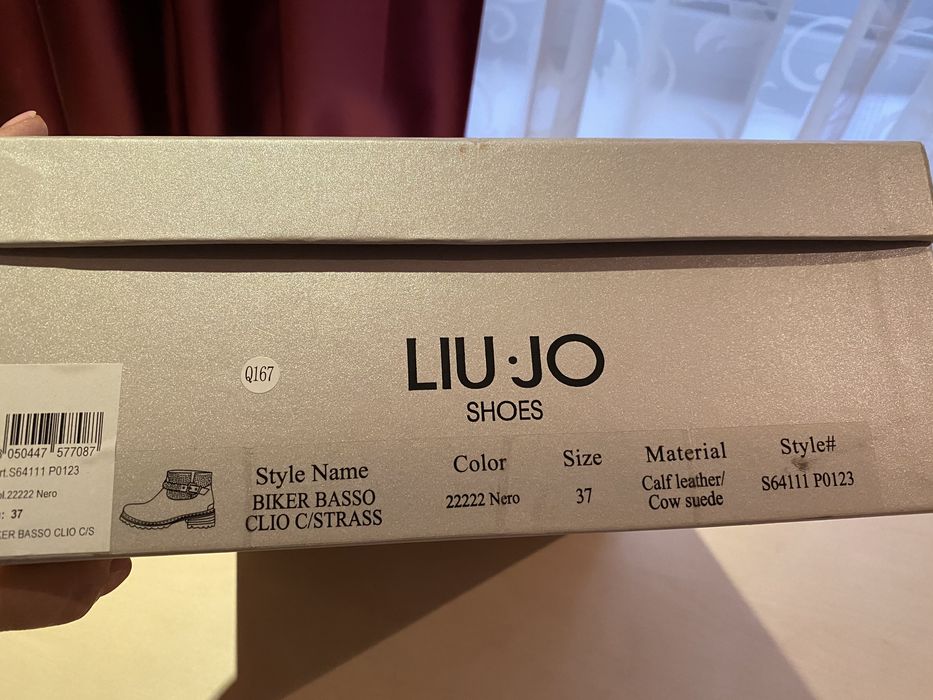 LIU·JO
SHOES
Q167
050447 577087
rt.S64111 P0123
ol.22222 Nero
: 37
KER BASSO CLIO C/S
Style Name
BIKER BASSO
CLIO C/STRASS
Color
22222 Nero
Size
37
Material
Calf leather/
Cow suede
Style#
S64111 P0123